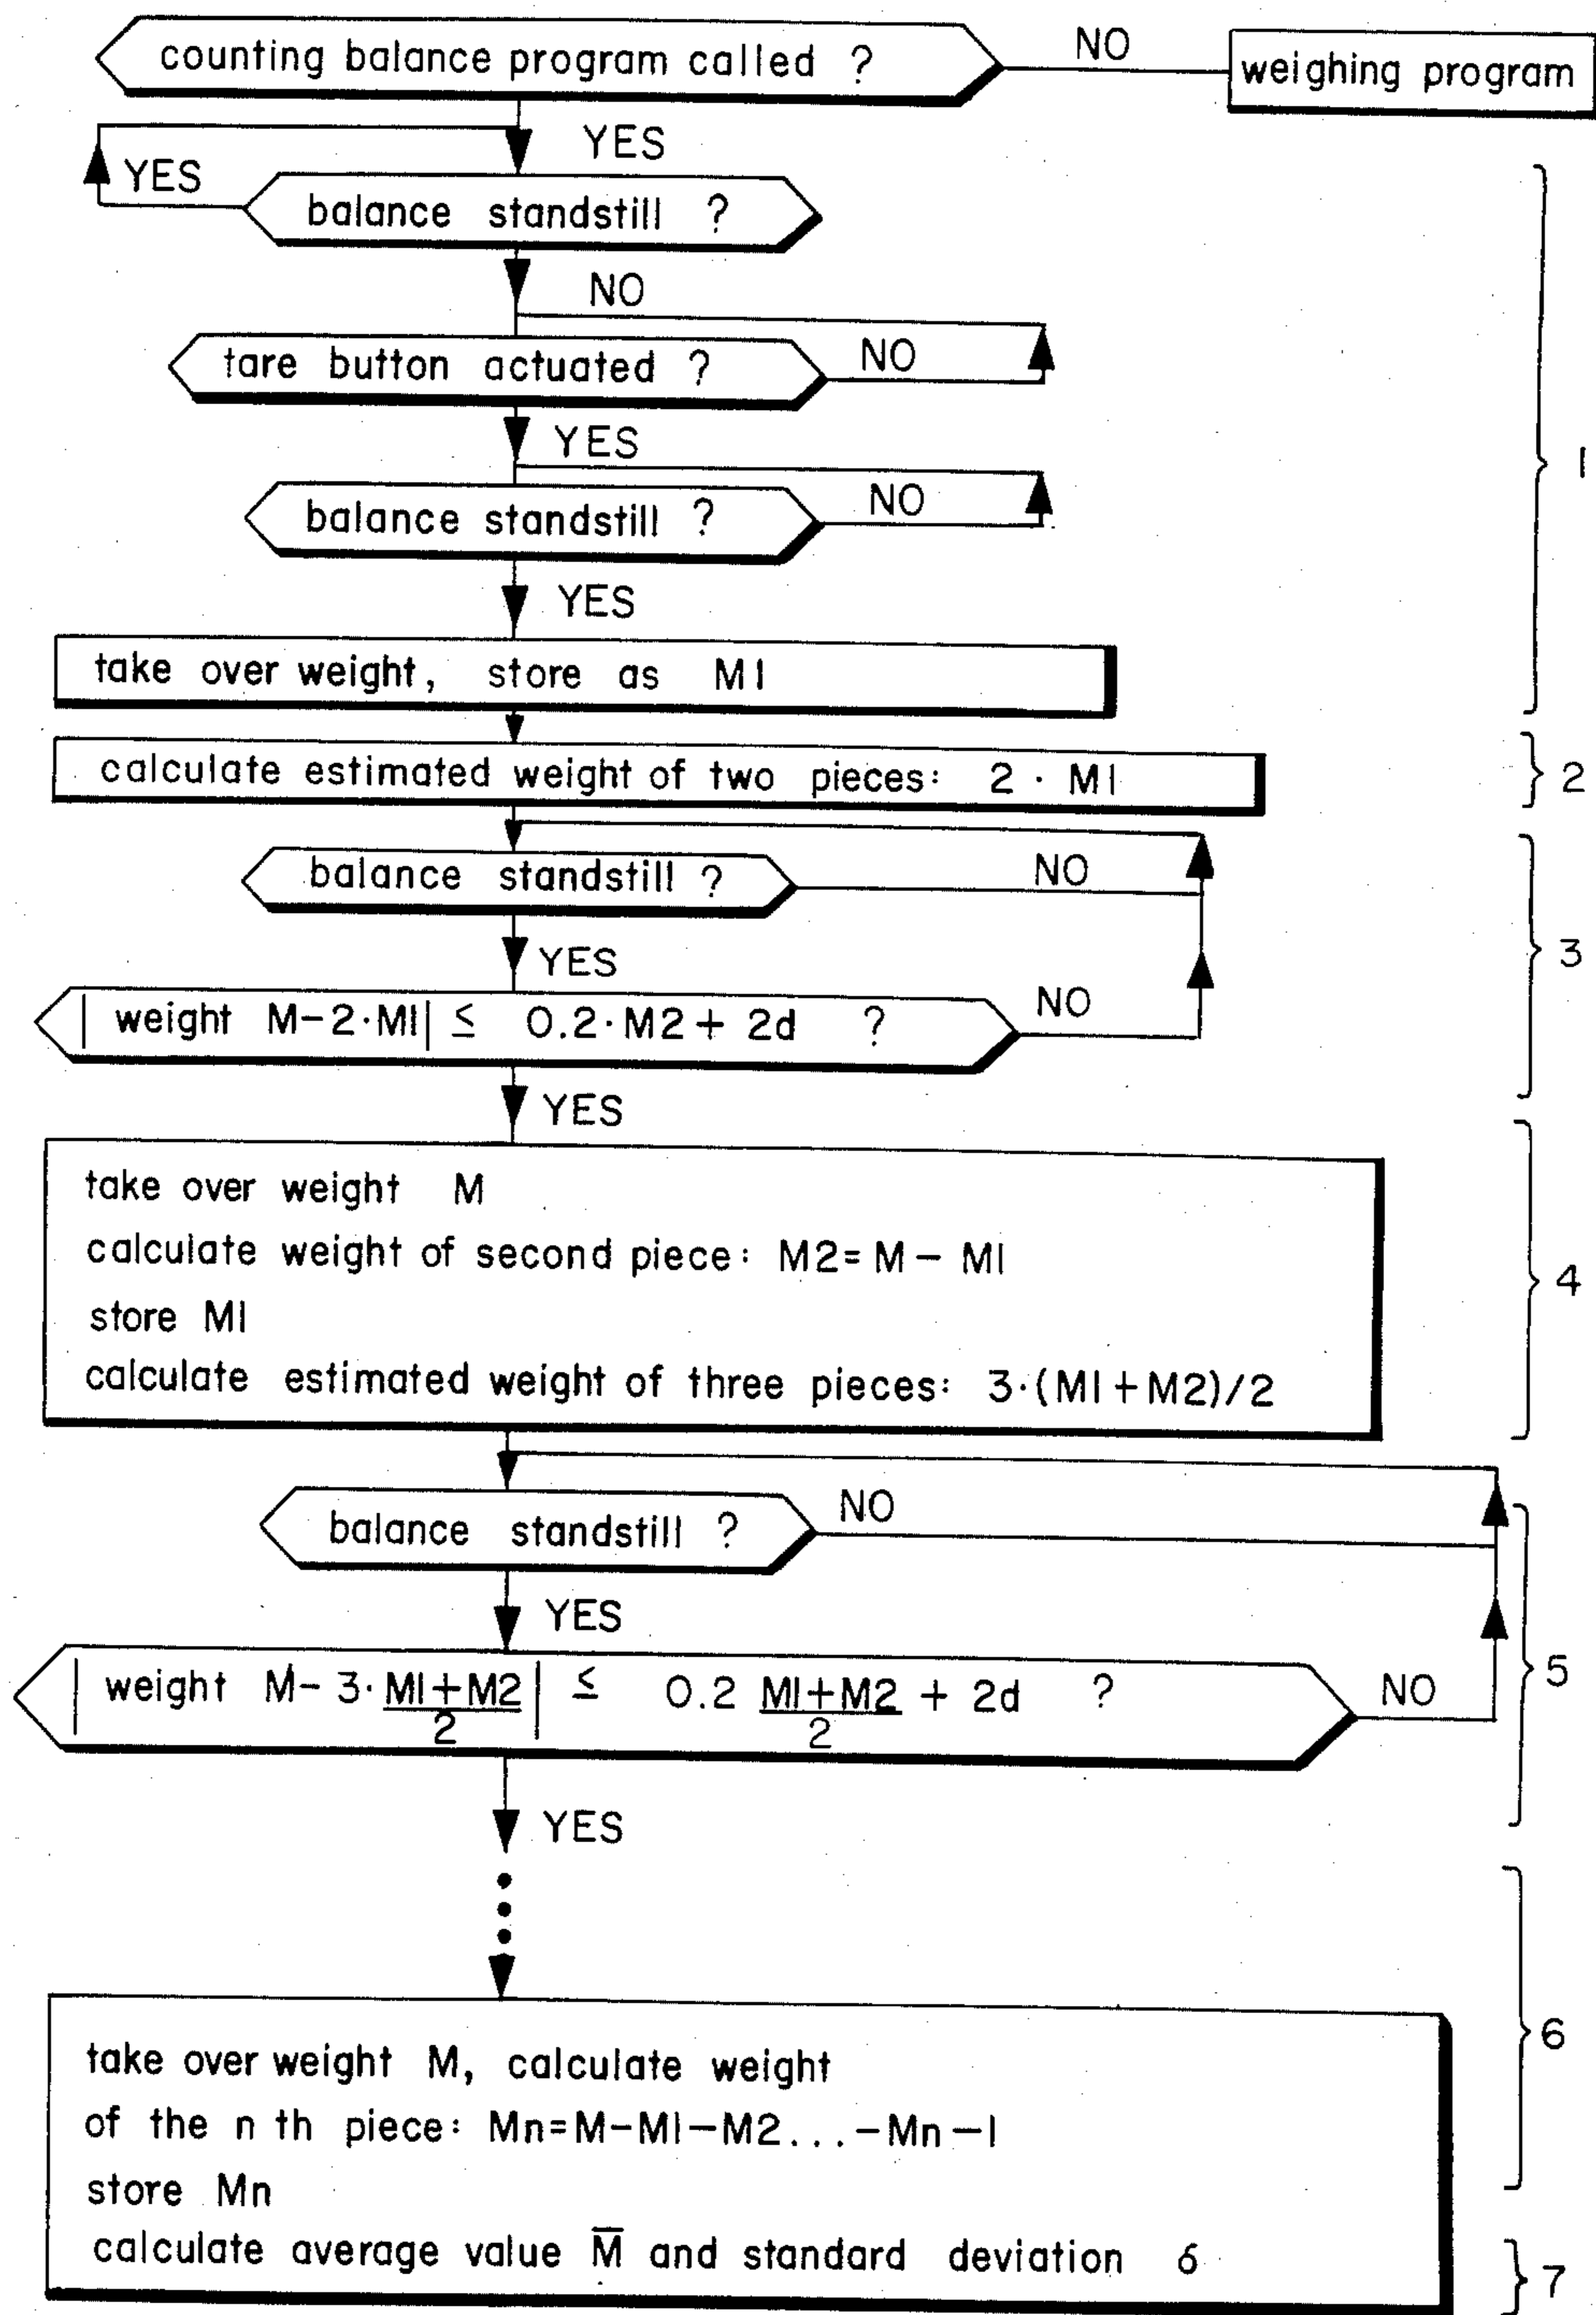 counting balance program called ?
NO
weighing program
YES
YES
balance standstill ?
NO
tare button actuated ?
NO
YES
balance standstill ?
NO
1
YES
take over weight, store as M1
calculate estimated weight of two pieces: 2 · M1
2
balance standstill ?
NO
YES
3
| weight M-2·M1| ≤ 0.2·M2+ 2d ?
NO
YES
take over weight M
calculate weight of second piece: M2= M - M1
4
store M1
calculate estimated weight of three pieces: 3·(M1+M2)/2
balance standstill ?
NO
YES
| weight M- 3· (M1+M2)/2 | ≤ 0.2 (M1+M2)/2 + 2d ?
NO
5
YES
6
take over weight M, calculate weight
of the n th piece: Mn=M-M1-M2...-Mn-1
store Mn
calculate average value M̅ and standard deviation 6
7